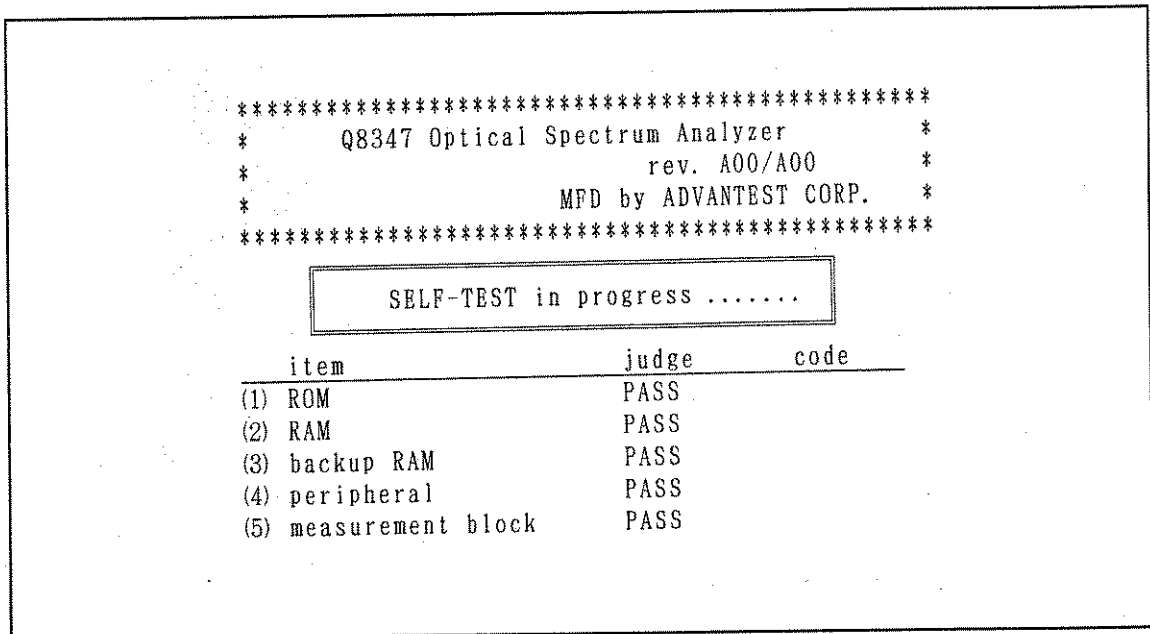 ************************************************
* Q8347 Optical Spectrum Analyzer *
* rev. A00/A00 *
* MFD by ADVANTEST CORP. *
************************************************
SELF-TEST in progress .......
item judge code
(1) ROM PASS
(2) RAM PASS
(3) backup RAM PASS
(4) peripheral PASS
(5) measurement block PASS